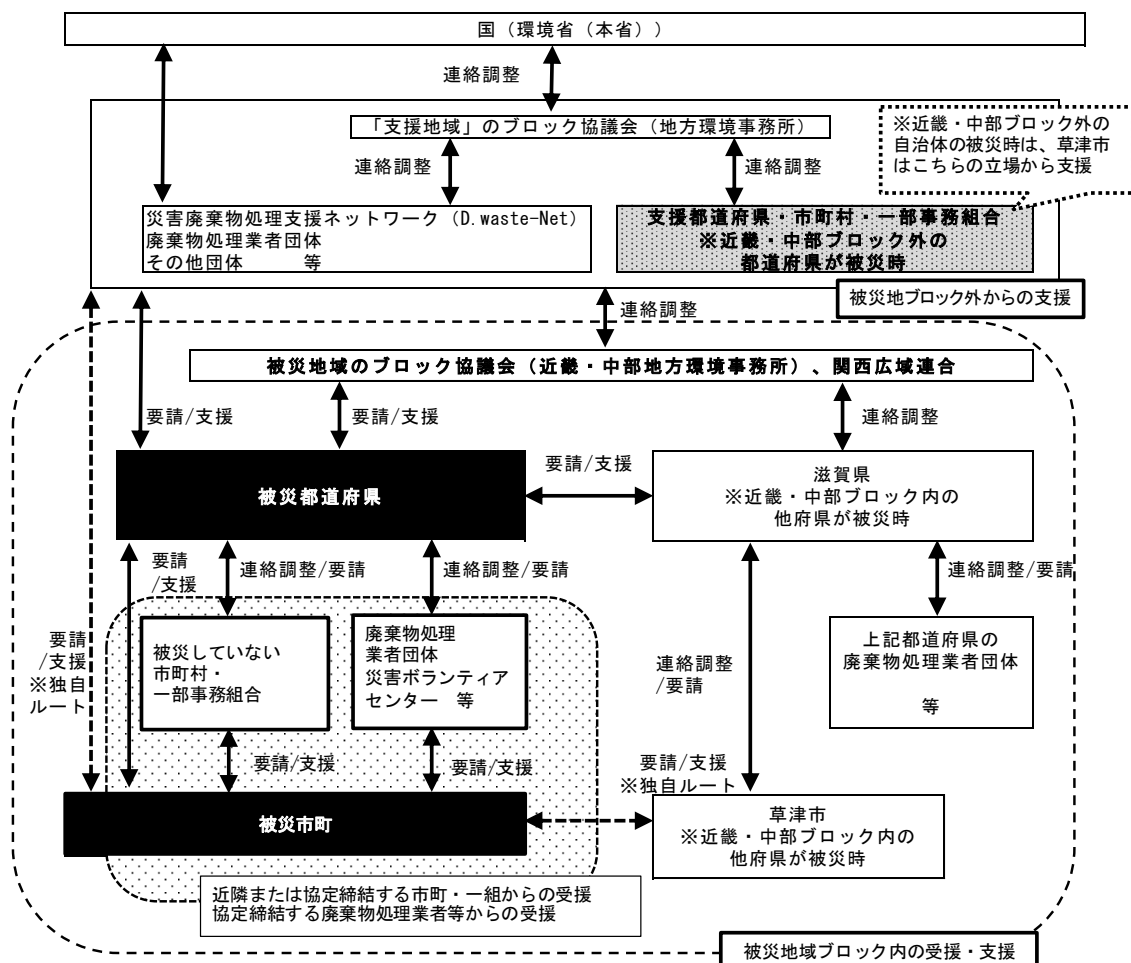 国（環境省（本省））
連絡調整
「支援地域」のブロック協議会（地方環境事務所）
※近畿・中部ブロック外の
自治体の被災時は、草津市
はこちらの立場から支援
連絡調整
連絡調整
災害廃棄物処理支援ネットワーク（D.waste-Net）
廃棄物処理業者団体
その他団体　　　等
支援都道府県・市町村・一部事務組合
※近畿・中部ブロック外の
都道府県が被災時
被災地ブロック外からの支援
連絡調整
被災地域のブロック協議会（近畿・中部地方環境事務所）、関西広域連合
要請/支援
要請/支援
連絡調整
被災都道府県
要請/支援
滋賀県
※近畿・中部ブロック内の
他府県が被災時
要請
/支援
連絡調整/要請
連絡調整/要請
連絡調整/要請
要請
/支援
※独自
ルート
被災していない
市町村・
一部事務組合
廃棄物処理
業者団体
災害ボランティア
センター　等
連絡調整
/要請
上記都道府県の
廃棄物処理業者団体
等
要請/支援
要請/支援
要請/支援
※独自ルート
被災市町
草津市
※近畿・中部ブロック内の
他府県が被災時
近隣または協定締結する市町・一組からの受援
協定締結する廃棄物処理業者等からの受援
被災地域ブロック内の受援・支援